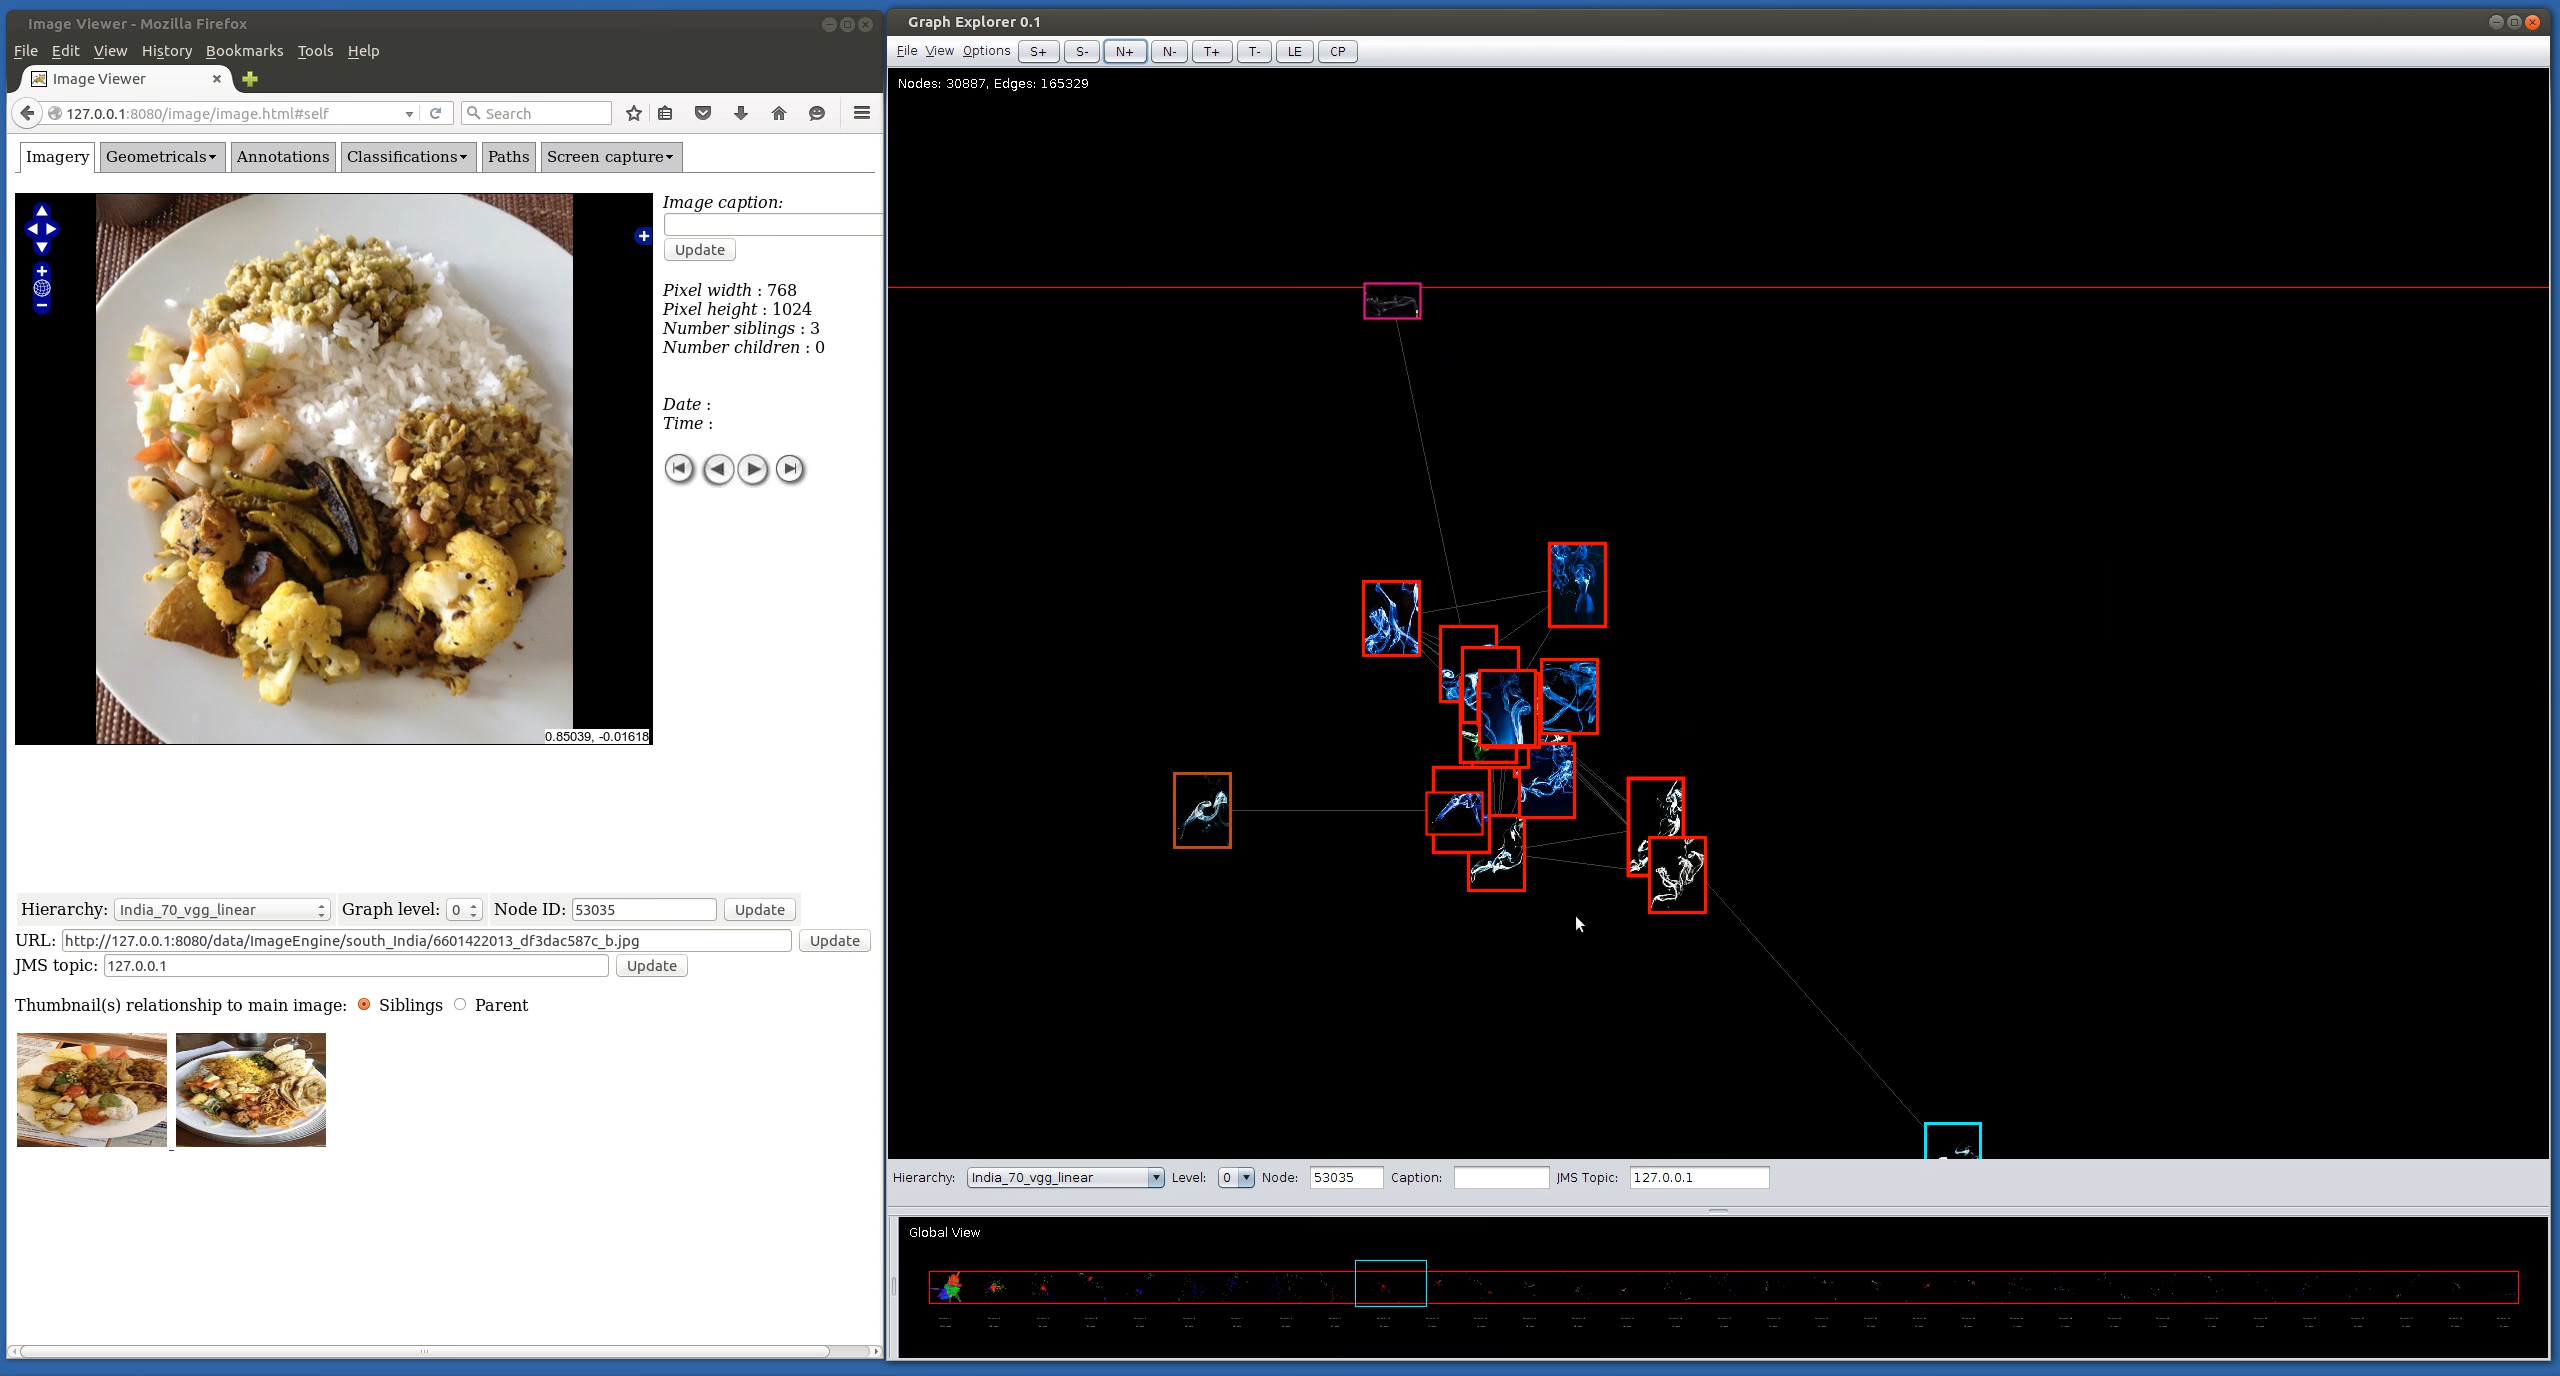 Image Viewer - Mozilla Firefox
File Edit View History Bookmarks Tools Help
Image Viewer
127.0.0.1:8080/image/image.html#self
Search
Imagery Geometricals Annotations Classifications Paths Screen capture
Image caption:
Update
Pixel width : 768
Pixel height : 1024
Number siblings : 3
Number children : 0
Date :
Time :
0.85039, -0.01618
Hierarchy: India_70_vgg_linear Graph level: 0 Node ID: 53035 Update
URL: http://127.0.0.1:8080/data/ImageEngine/south_India/6601422013_df3dac587c_b.jpg Update
JMS topic: 127.0.0.1 Update
Thumbnail(s) relationship to main image: Siblings Parent
Graph Explorer 0.1
File View Options S+ S- N+ N- T+ T- LE CP
Nodes: 30887, Edges: 165329
Hierarchy: India_70_vgg_linear Level: 0 Node: 53035 Caption: JMS Topic: 127.0.0.1
Global View